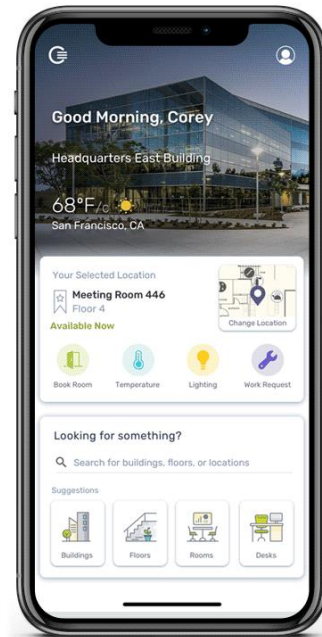 Good Morning, Corey
Headquarters East Building
68°F/c
San Francisco, CA
Your Selected Location
Meeting Room 446
Floor 4
Available Now
Change Location
Book Room
Temperature
Lighting
Work Request
Looking for something?
Search for buildings, floors, or locations
Suggestions
Buildings
Floors
Rooms
Desks